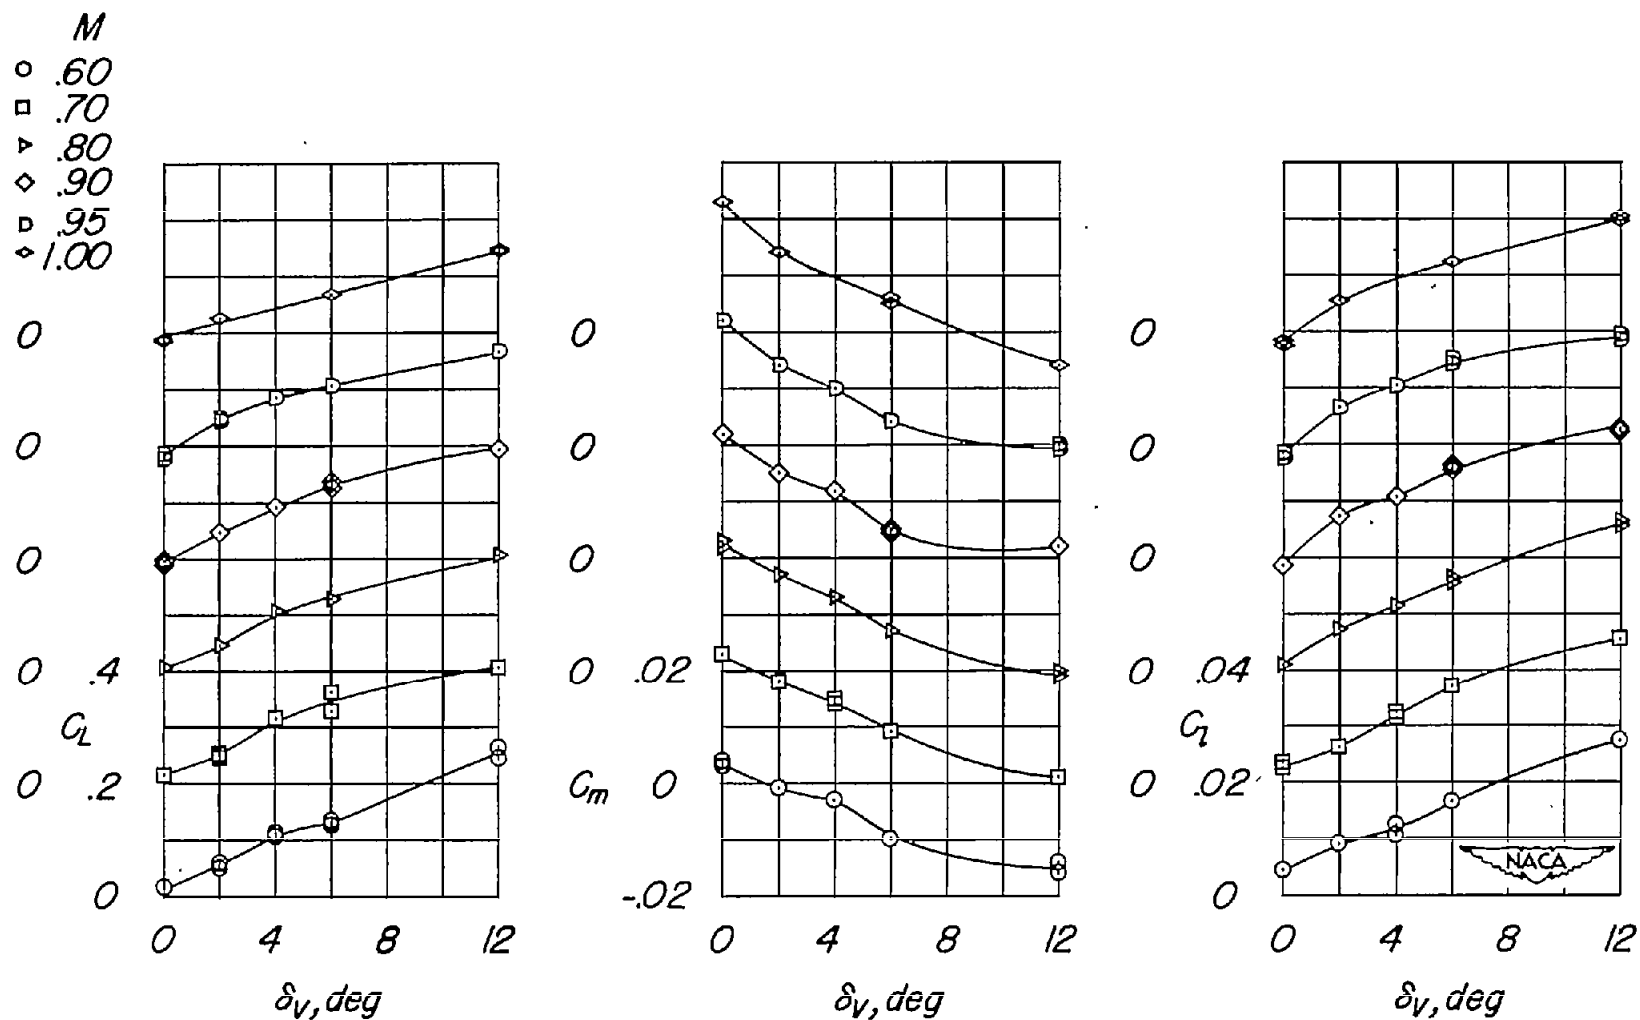 M
.60
.70
.80
.90
.95
1.00
0 0 0
0 0 0
0 0 0
0 .4 0 .02 0 .04
C_L C_l
0 .2 C_m 0 0 .02
NACA
0 -.02 0
0 4 8 12 0 4 8 12 0 4 8 12
δ_V, deg δ_V, deg δ_V, deg